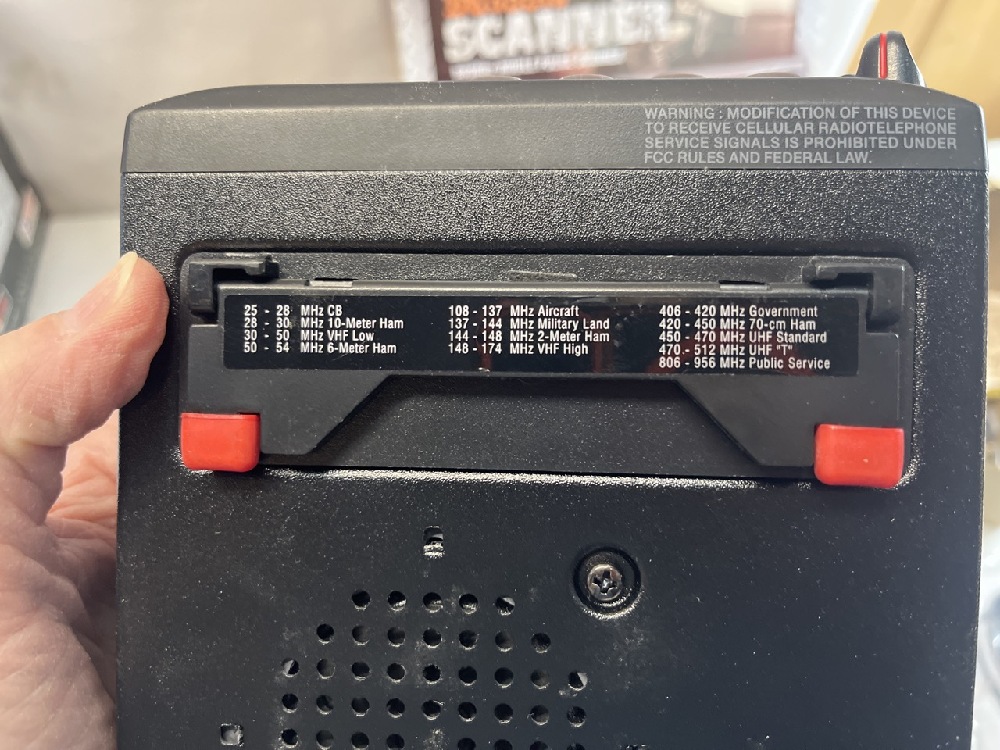 SCANNER
WARNING : MODIFICATION OF THIS DEVICE
TO RECEIVE CELLULAR RADIOTELEPHONE
SERVICE SIGNALS IS PROHIBITED UNDER
FCC RULES AND FEDERAL LAW.
25 - 28 MHz CB
28 - 30 MHz 10-Meter Ham
30 - 50 MHz VHF Low
50 - 54 MHz 6-Meter Ham
108 - 137 MHz Aircraft
137 - 144 MHz Military Land
144 - 148 MHz 2-Meter Ham
148 - 174 MHz VHF High
406 - 420 MHz Government
420 - 450 MHz 70-cm Ham
450 - 470 MHz UHF Standard
470 - 512 MHz UHF "T"
806 - 956 MHz Public Service